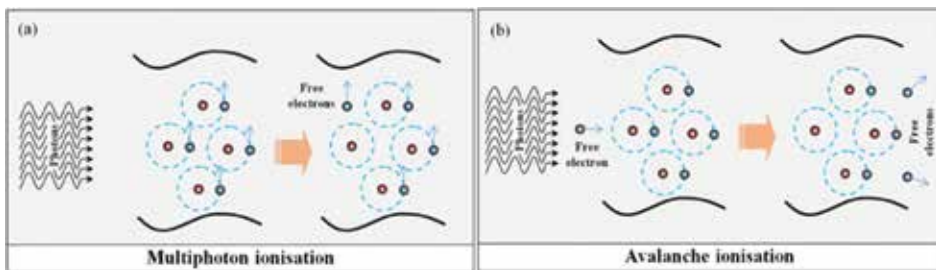 (a)
Photons
Free
electrons
Multiphoton ionisation
(b)
Photons
Free
electron
Free
electrons
Avalanche ionisation